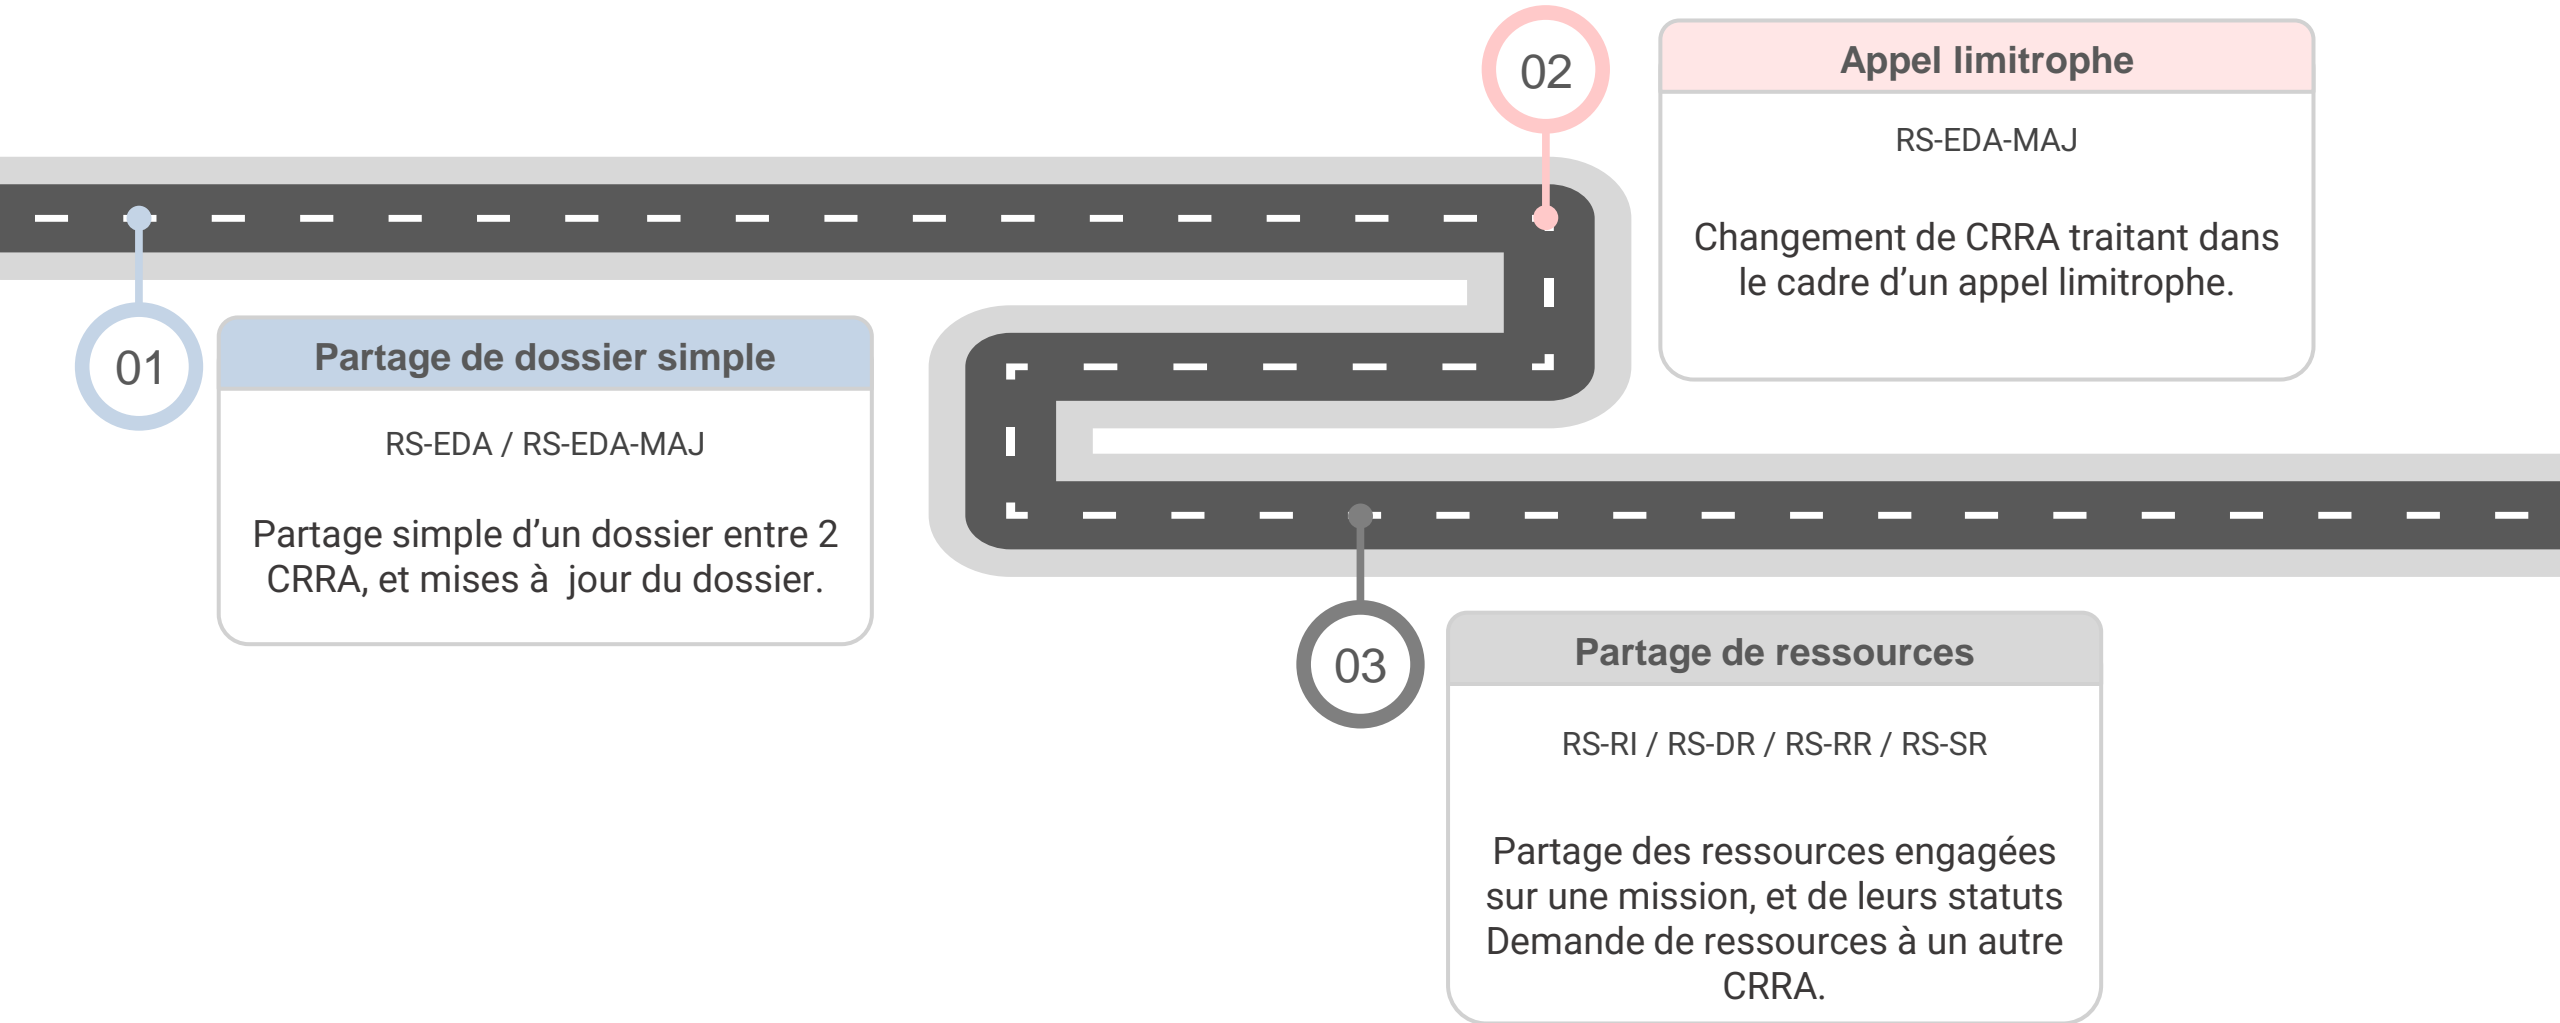 01
Partage de dossier simple
RS-EDA / RS-EDA-MAJ
Partage simple d’un dossier entre 2
CRRA, et mises à  jour du dossier.
02
Appel limitrophe
RS-EDA-MAJ
Changement de CRRA traitant dans
le cadre d’un appel limitrophe.
03
Partage de ressources
RS-RI / RS-DR / RS-RR / RS-SR
Partage des ressources engagées
sur une mission, et de leurs statuts
Demande de ressources à un autre
CRRA.